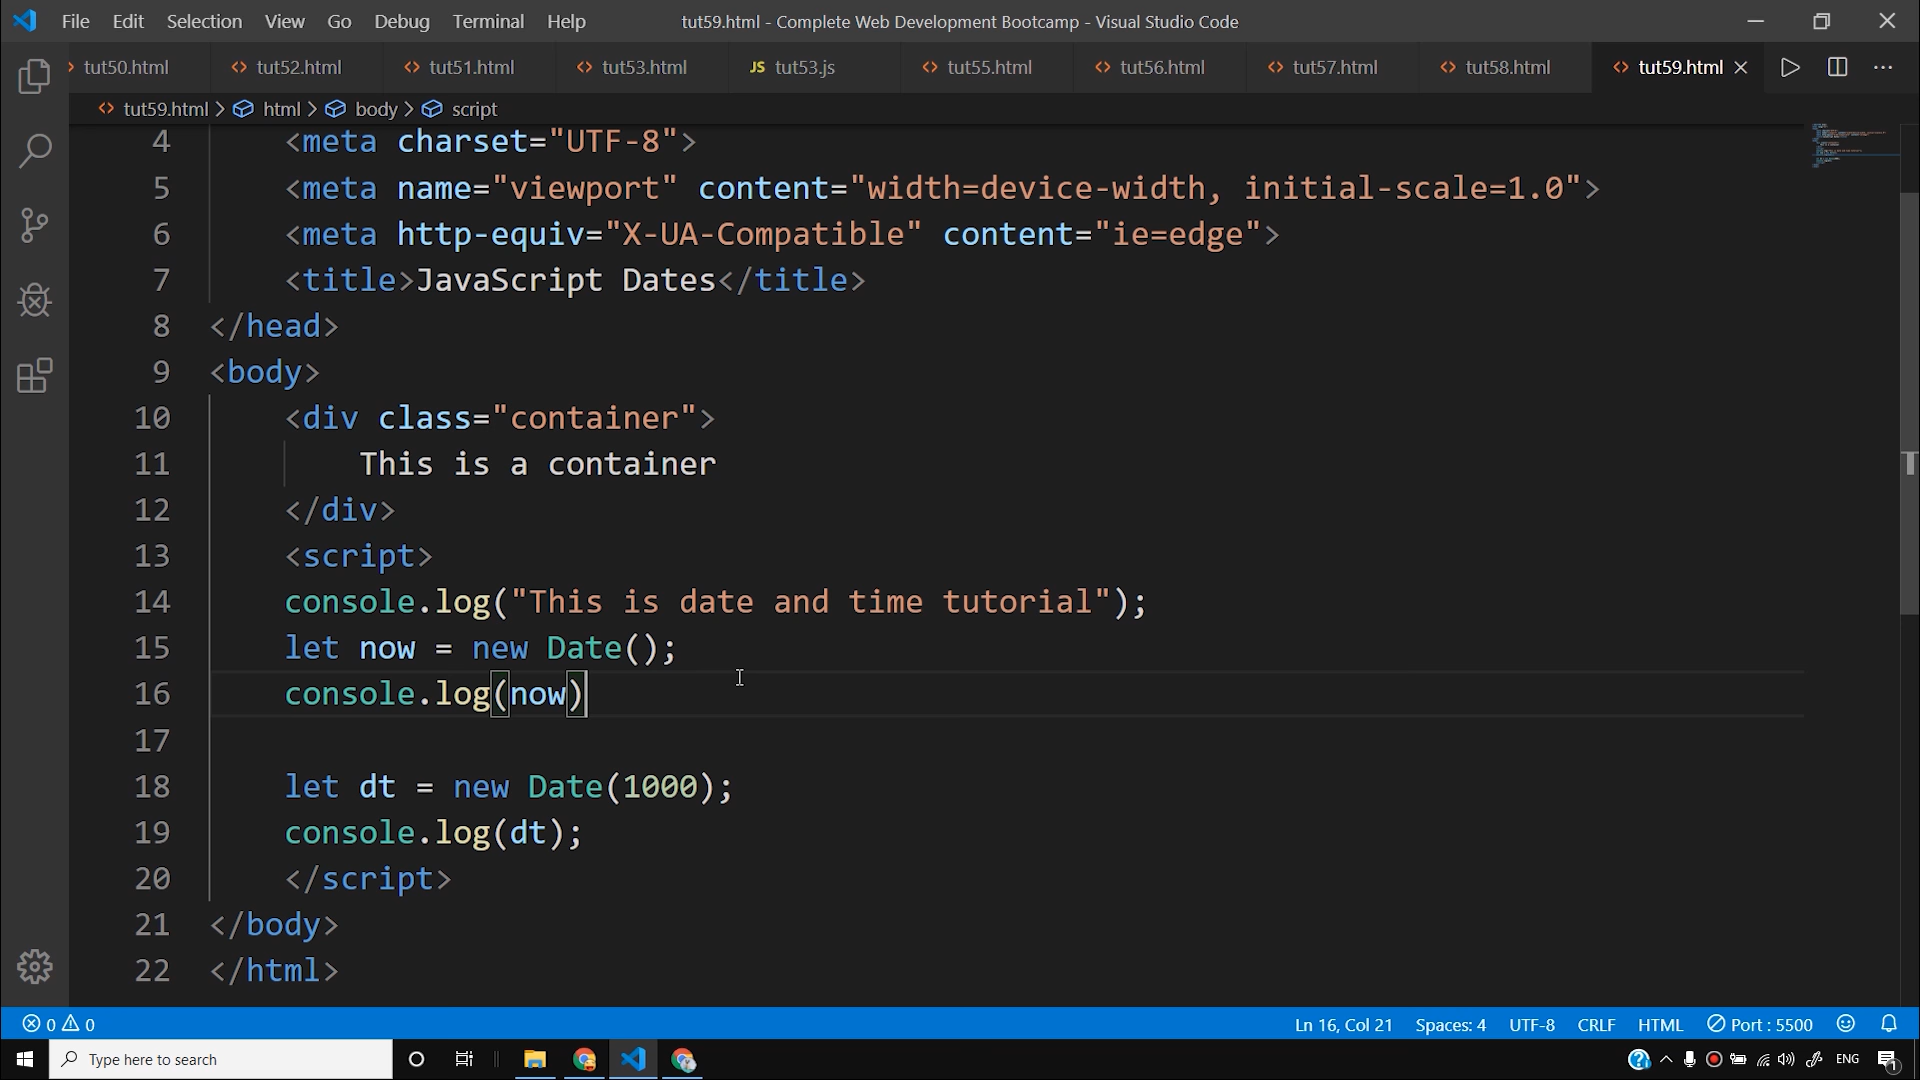 File Edit Selection View Go Debug Terminal Help tut59.html - Complete Web Development Bootcamp - Visual Studio Code
tut50.html tut52.html tut51.html tut53.html JS tut53.js tut55.html tut56.html tut57.html tut58.html tut59.html
tut59.html > html > body > script
4 <meta charset="UTF-8">
5 <meta name="viewport" content="width=device-width, initial-scale=1.0">
6 <meta http-equiv="X-UA-Compatible" content="ie=edge">
7 <title>JavaScript Dates</title>
8 </head>
9 <body>
10 <div class="container">
11 This is a container
12 </div>
13 <script>
14 console.log("This is date and time tutorial");
15 let now = new Date();
16 console.log(now)
17
18 let dt = new Date(1000);
19 console.log(dt);
20 </script>
21 </body>
22 </html>
0 0 Ln 16, Col 21 Spaces: 4 UTF-8 CRLF HTML Port : 5500
Type here to search ENG 1